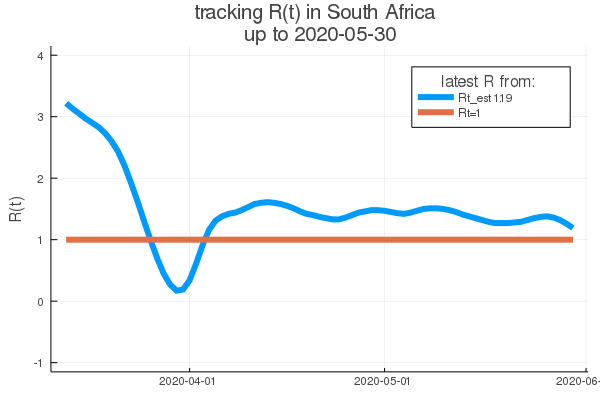 tracking R(t) in South Africa
up to 2020-05-30
latest R from:
Rt_est 1.19
Rt=1
R(t)
4
3
2
1
0
-1
2020-04-01
2020-05-01
2020-06-